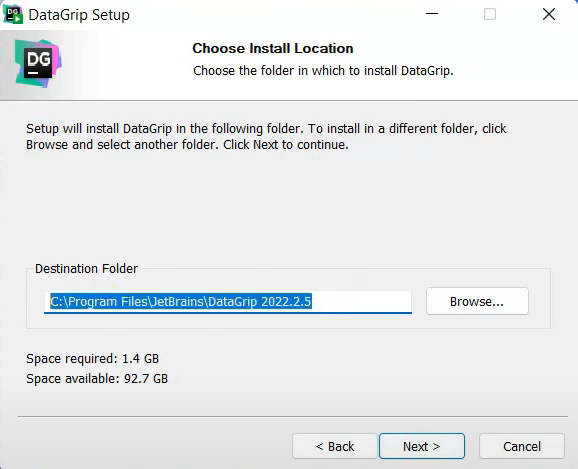 DG DataGrip Setup
DG
Choose Install Location
Choose the folder in which to install DataGrip.
Setup will install DataGrip in the following folder. To install in a different folder, click
Browse and select another folder. Click Next to continue.
Destination Folder
C:\Program Files\JetBrains\DataGrip 2022.2.5
Browse...
Space required: 1.4 GB
Space available: 92.7 GB
< Back Next > Cancel